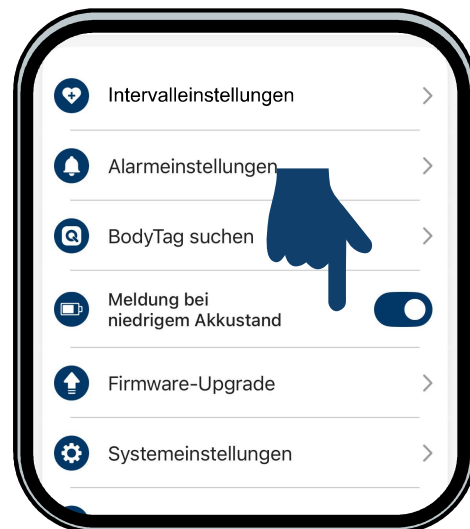 Intervalleinstellungen
Alarmeinstellungen
BodyTag suchen
Meldung bei
niedrigem Akkustand
Firmware-Upgrade
Systemeinstellungen